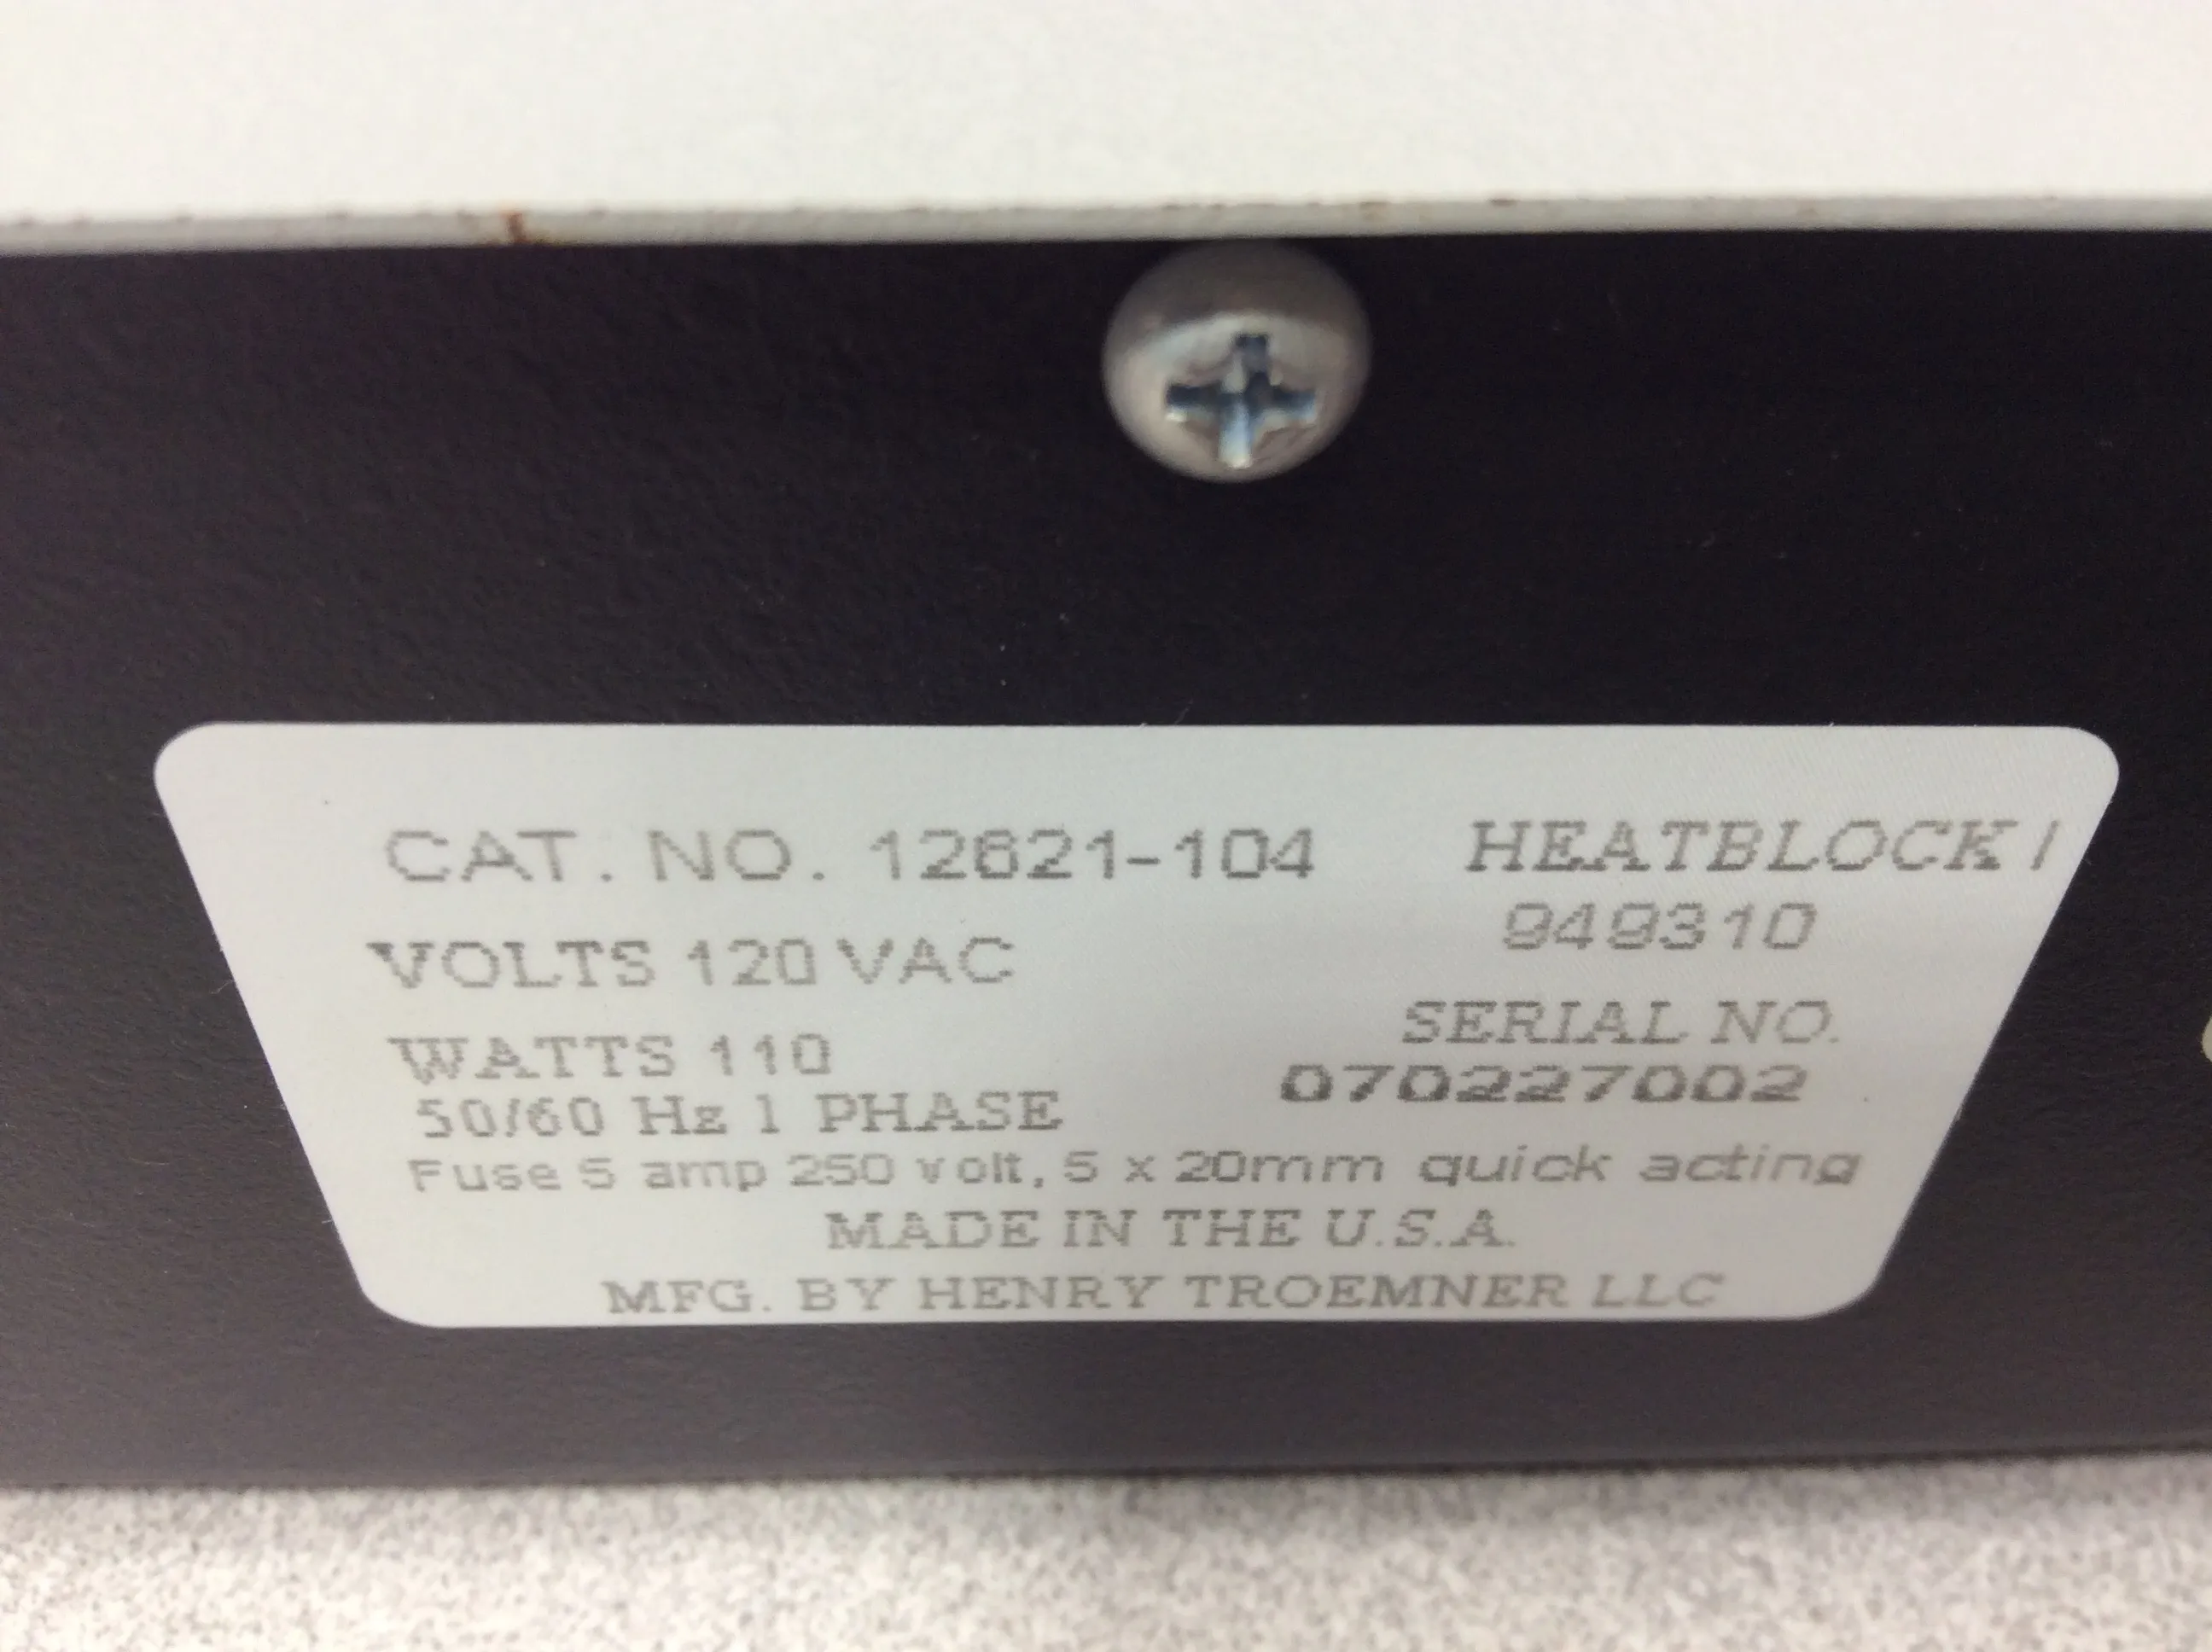 CAT. NO. 12621-104
HEATBLOCK I
949310
VOLTS 120 VAC
SERIAL NO.
070227002
WATTS 110
50/60 Hz 1 PHASE
Fuse 5 amp 250 volt, 5 x 20mm quick acting
MADE IN THE U.S.A.
MFG. BY HENRY TROEMNER LLC